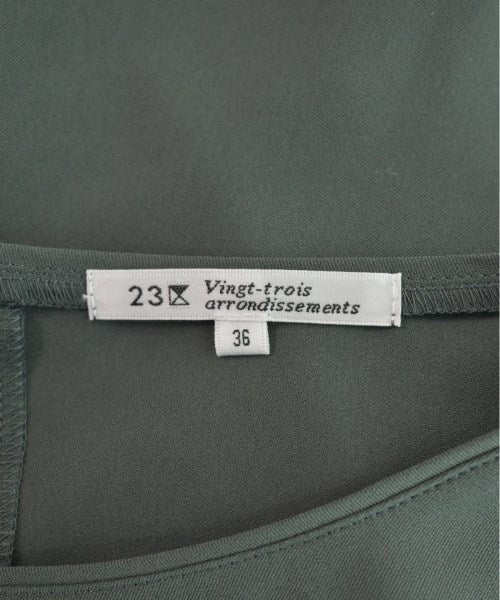 23区 Vingt-trois
arrondissements
36